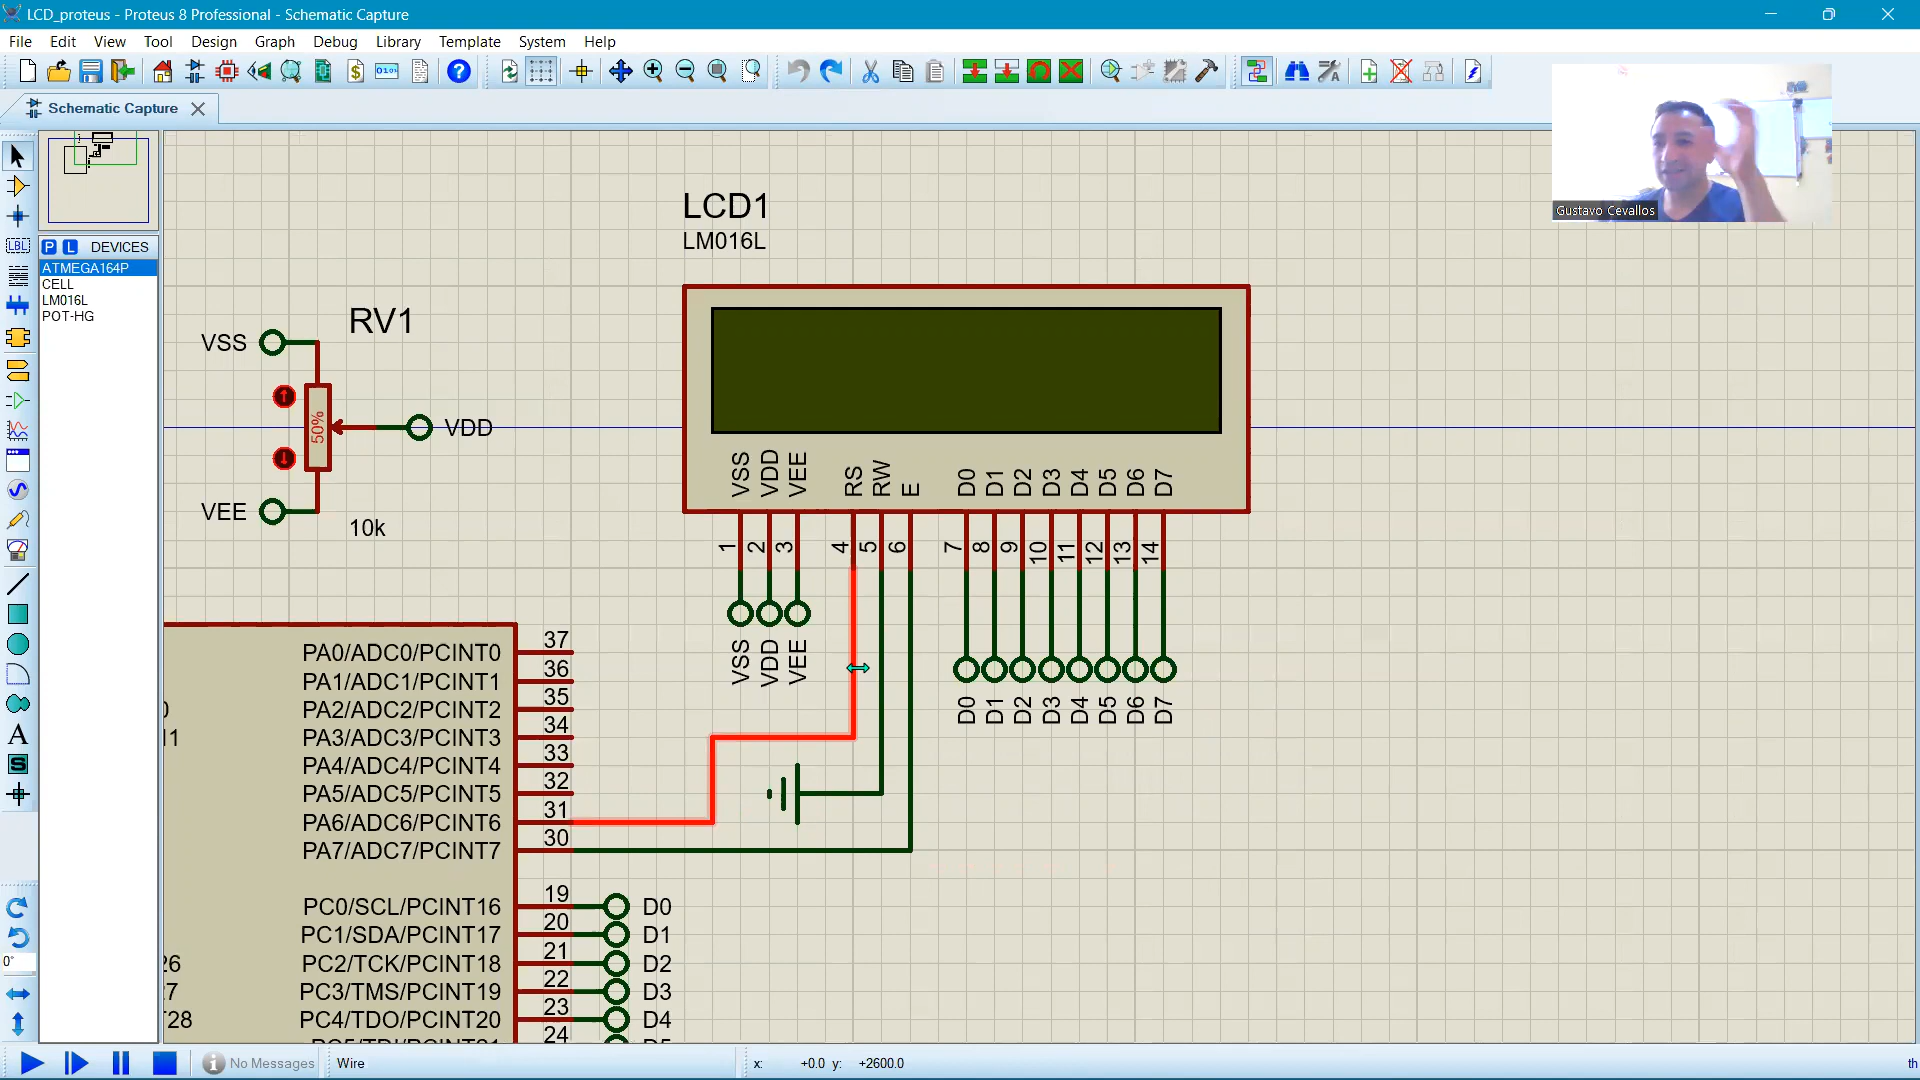 LCD_proteus - Proteus 8 Professional - Schematic Capture
File Edit View Tool Design Graph Debug Library Template System Help
Schematic Capture
Gustavo Cevallos
P L DEVICES
ATMEGA164P
CELL
LM016L
POT-HG
LBL
A
S
0°
LCD1
LM016L
RV1
VSS
50%
VDD
VEE
10k
VSS VDD VEE RS RW E D0 D1 D2 D3 D4 D5 D6 D7
1 2 3 4 5 6 7 8 9 10 11 12 13 14
VSS VDD VEE
D0 D1 D2 D3 D4 D5 D6 D7
PA0/ADC0/PCINT0 37
PA1/ADC1/PCINT1 36
PA2/ADC2/PCINT2 35
PA3/ADC3/PCINT3 34
PA4/ADC4/PCINT4 33
PA5/ADC5/PCINT5 32
PA6/ADC6/PCINT6 31
PA7/ADC7/PCINT7 30
PC0/SCL/PCINT16 19 D0
PC1/SDA/PCINT17 20 D1
26 PC2/TCK/PCINT18 21 D2
27 PC3/TMS/PCINT19 22 D3
T28 PC4/TDO/PCINT20 23 D4
24
No Messages Wire x: +0.0 y: +2600.0 th